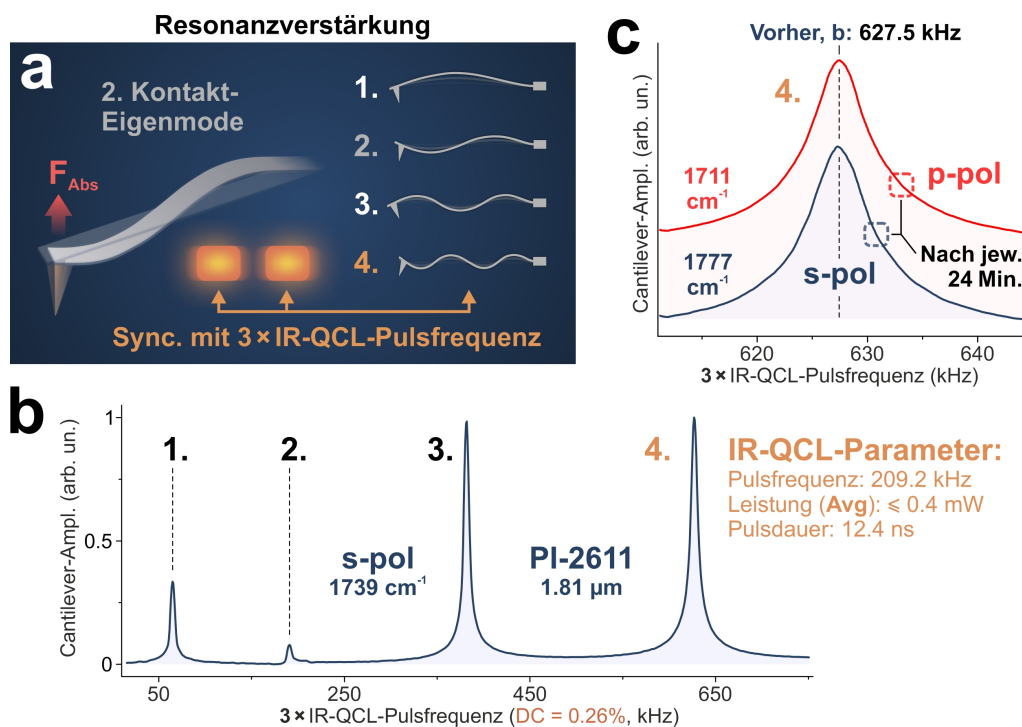 Resonanzverstärkung
a
2. Kontakt-
Eigenmode
F_Abs
1.
2.
3.
4.
Sync. mit 3 × IR-QCL-Pulsfrequenz
c
Vorher, b: 627.5 kHz
4.
Cantilever-Ampl. (arb. un.)
1711
cm⁻¹
p-pol
1777
cm⁻¹
s-pol
Nach jew.
24 Min.
620
630
640
3 × IR-QCL-Pulsfrequenz (kHz)
b
Cantilever-Ampl. (arb. un.)
1
0.5
0
1.
2.
3.
4.
s-pol
1739 cm⁻¹
PI-2611
1.81 µm
IR-QCL-Parameter:
Pulsfrequenz: 209.2 kHz
Leistung (Avg): ⩽ 0.4 mW
Pulsdauer: 12.4 ns
50
250
450
650
3 × IR-QCL-Pulsfrequenz (DC = 0.26%, kHz)